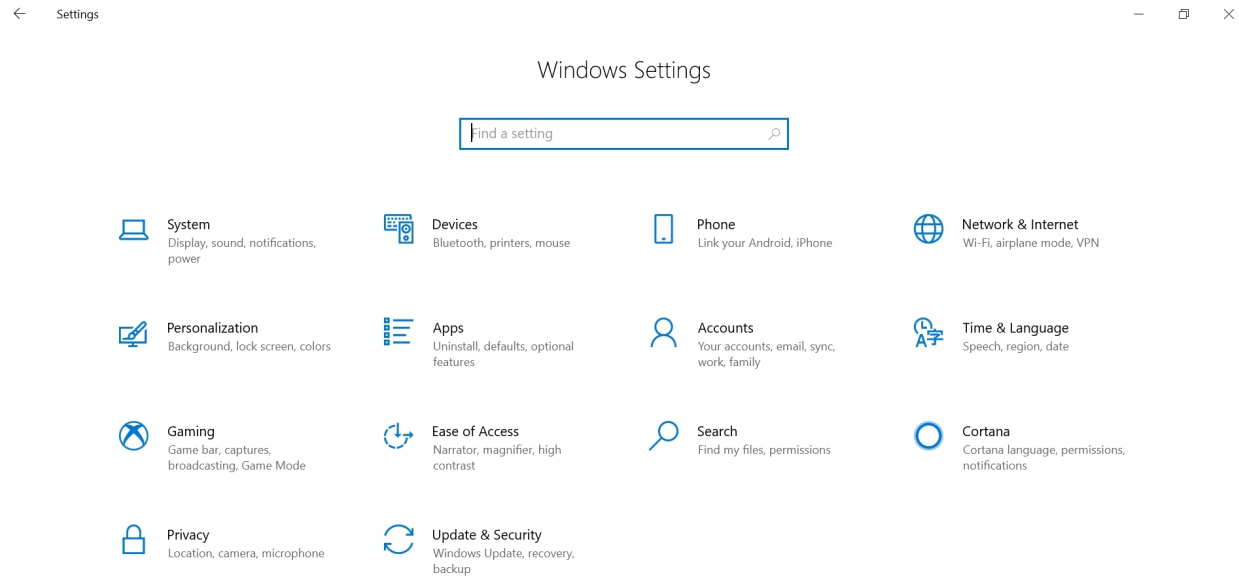 Settings
Windows Settings
Find a setting
System
Display, sound, notifications,
power
Devices
Bluetooth, printers, mouse
Phone
Link your Android, iPhone
Network & Internet
Wi-Fi, airplane mode, VPN
Personalization
Background, lock screen, colors
Apps
Uninstall, defaults, optional
features
Accounts
Your accounts, email, sync,
work, family
Time & Language
Speech, region, date
Gaming
Game bar, captures,
broadcasting, Game Mode
Ease of Access
Narrator, magnifier, high
contrast
Search
Find my files, permissions
Cortana
Cortana language, permissions,
notifications
Privacy
Location, camera, microphone
Update & Security
Windows Update, recovery,
backup